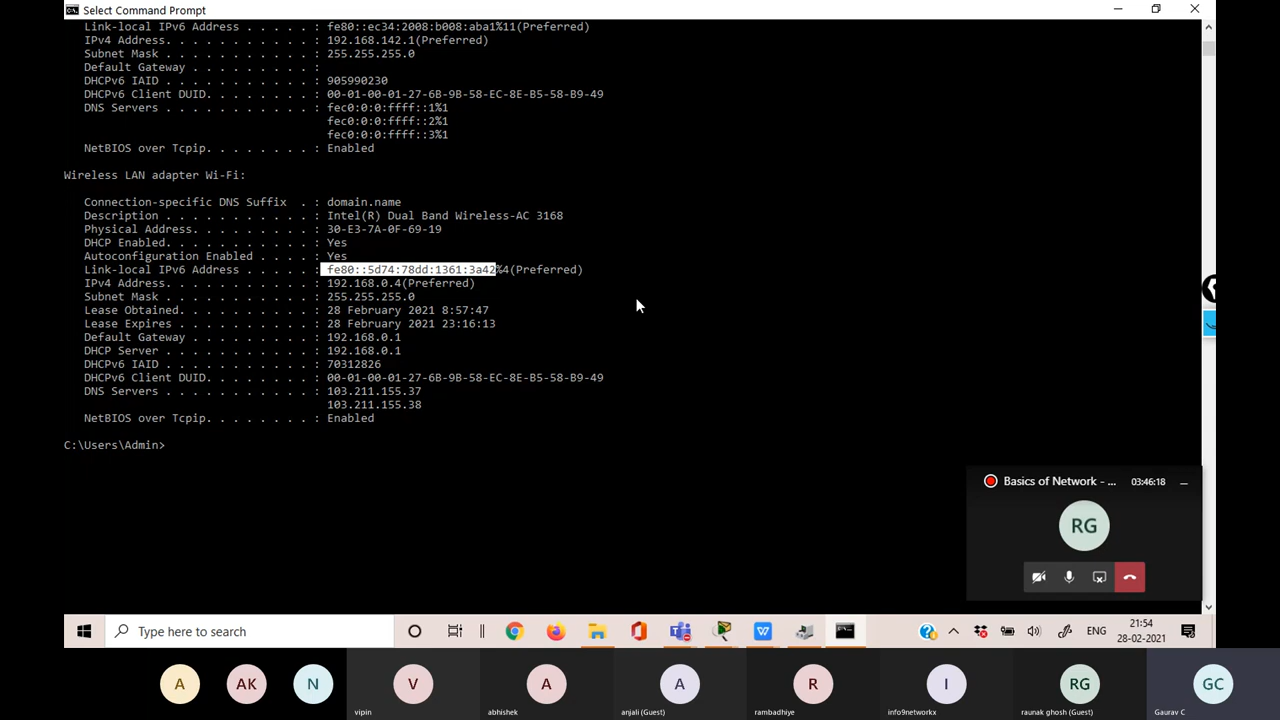 Select Command Prompt
Link-local IPv6 Address . . . . . : fe80::ec34:2008:b008:aba1%11(Preferred)
IPv4 Address. . . . . . . . . . . : 192.168.142.1(Preferred)
Subnet Mask . . . . . . . . . . . : 255.255.255.0
Default Gateway . . . . . . . . . :
DHCPv6 IAID . . . . . . . . . . . : 905990230
DHCPv6 Client DUID. . . . . . . . : 00-01-00-01-27-6B-9B-58-EC-8E-B5-58-B9-49
DNS Servers . . . . . . . . . . . : fec0:0:0:ffff::1%1
fec0:0:0:ffff::2%1
fec0:0:0:ffff::3%1
NetBIOS over Tcpip. . . . . . . . : Enabled
Wireless LAN adapter Wi-Fi:
Connection-specific DNS Suffix . : domain.name
Description . . . . . . . . . . . : Intel(R) Dual Band Wireless-AC 3168
Physical Address. . . . . . . . . : 30-E3-7A-0F-69-19
DHCP Enabled. . . . . . . . . . . : Yes
Autoconfiguration Enabled . . . . : Yes
Link-local IPv6 Address . . . . . : fe80::5d74:78dd:1361:3a42%4(Preferred)
IPv4 Address. . . . . . . . . . . : 192.168.0.4(Preferred)
Subnet Mask . . . . . . . . . . . : 255.255.255.0
Lease Obtained. . . . . . . . . . : 28 February 2021 8:57:47
Lease Expires . . . . . . . . . . : 28 February 2021 23:16:13
Default Gateway . . . . . . . . . : 192.168.0.1
DHCP Server . . . . . . . . . . . : 192.168.0.1
DHCPv6 IAID . . . . . . . . . . . : 70312826
DHCPv6 Client DUID. . . . . . . . : 00-01-00-01-27-6B-9B-58-EC-8E-B5-58-B9-49
DNS Servers . . . . . . . . . . . : 103.211.155.37
103.211.155.38
NetBIOS over Tcpip. . . . . . . . : Enabled
C:\Users\Admin>
Basics of Network - ... 03:46:18
RG
Type here to search
ENG
21:54
28-02-2021
A AK N V A A R I RG GC
vipin abhishek anjali (Guest) rambadhiye info9networkx raunak ghosh (Guest) Gaurav C